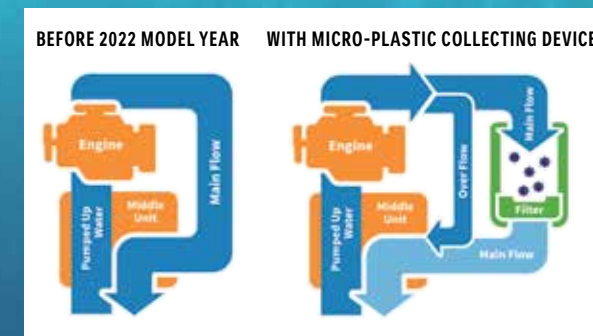 BEFORE 2022 MODEL YEAR
WITH MICRO-PLASTIC COLLECTING DEVICE
Engine
Main Flow
Pumped Up
Water
Middle
Unit
Engine
Over Flow
Main Flow
Filter
Pumped Up
Water
Middle
Unit
Main Flow